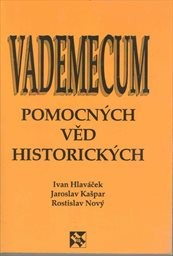 VADEMECUM
POMOCNÝCH
VĚD
HISTORICKÝCH
Ivan Hlaváček
Jaroslav Kašpar
Rostislav Nový